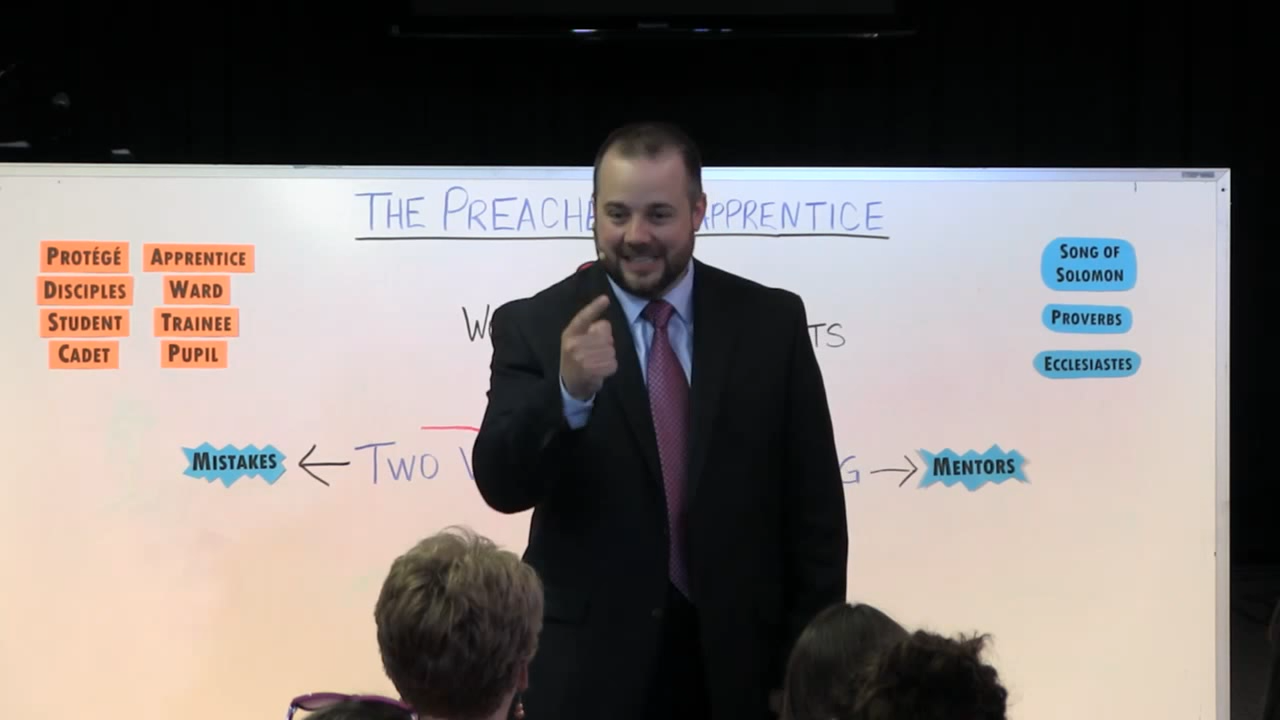 THE PREACHE APPRENTICE
PROTÉGÉ
APPRENTICE
DISCIPLES
WARD
STUDENT
TRAINEE
CADET
PUPIL
SONG OF
SOLOMON
PROVERBS
ECCLESIASTES
MISTAKES
TWO
MENTORS